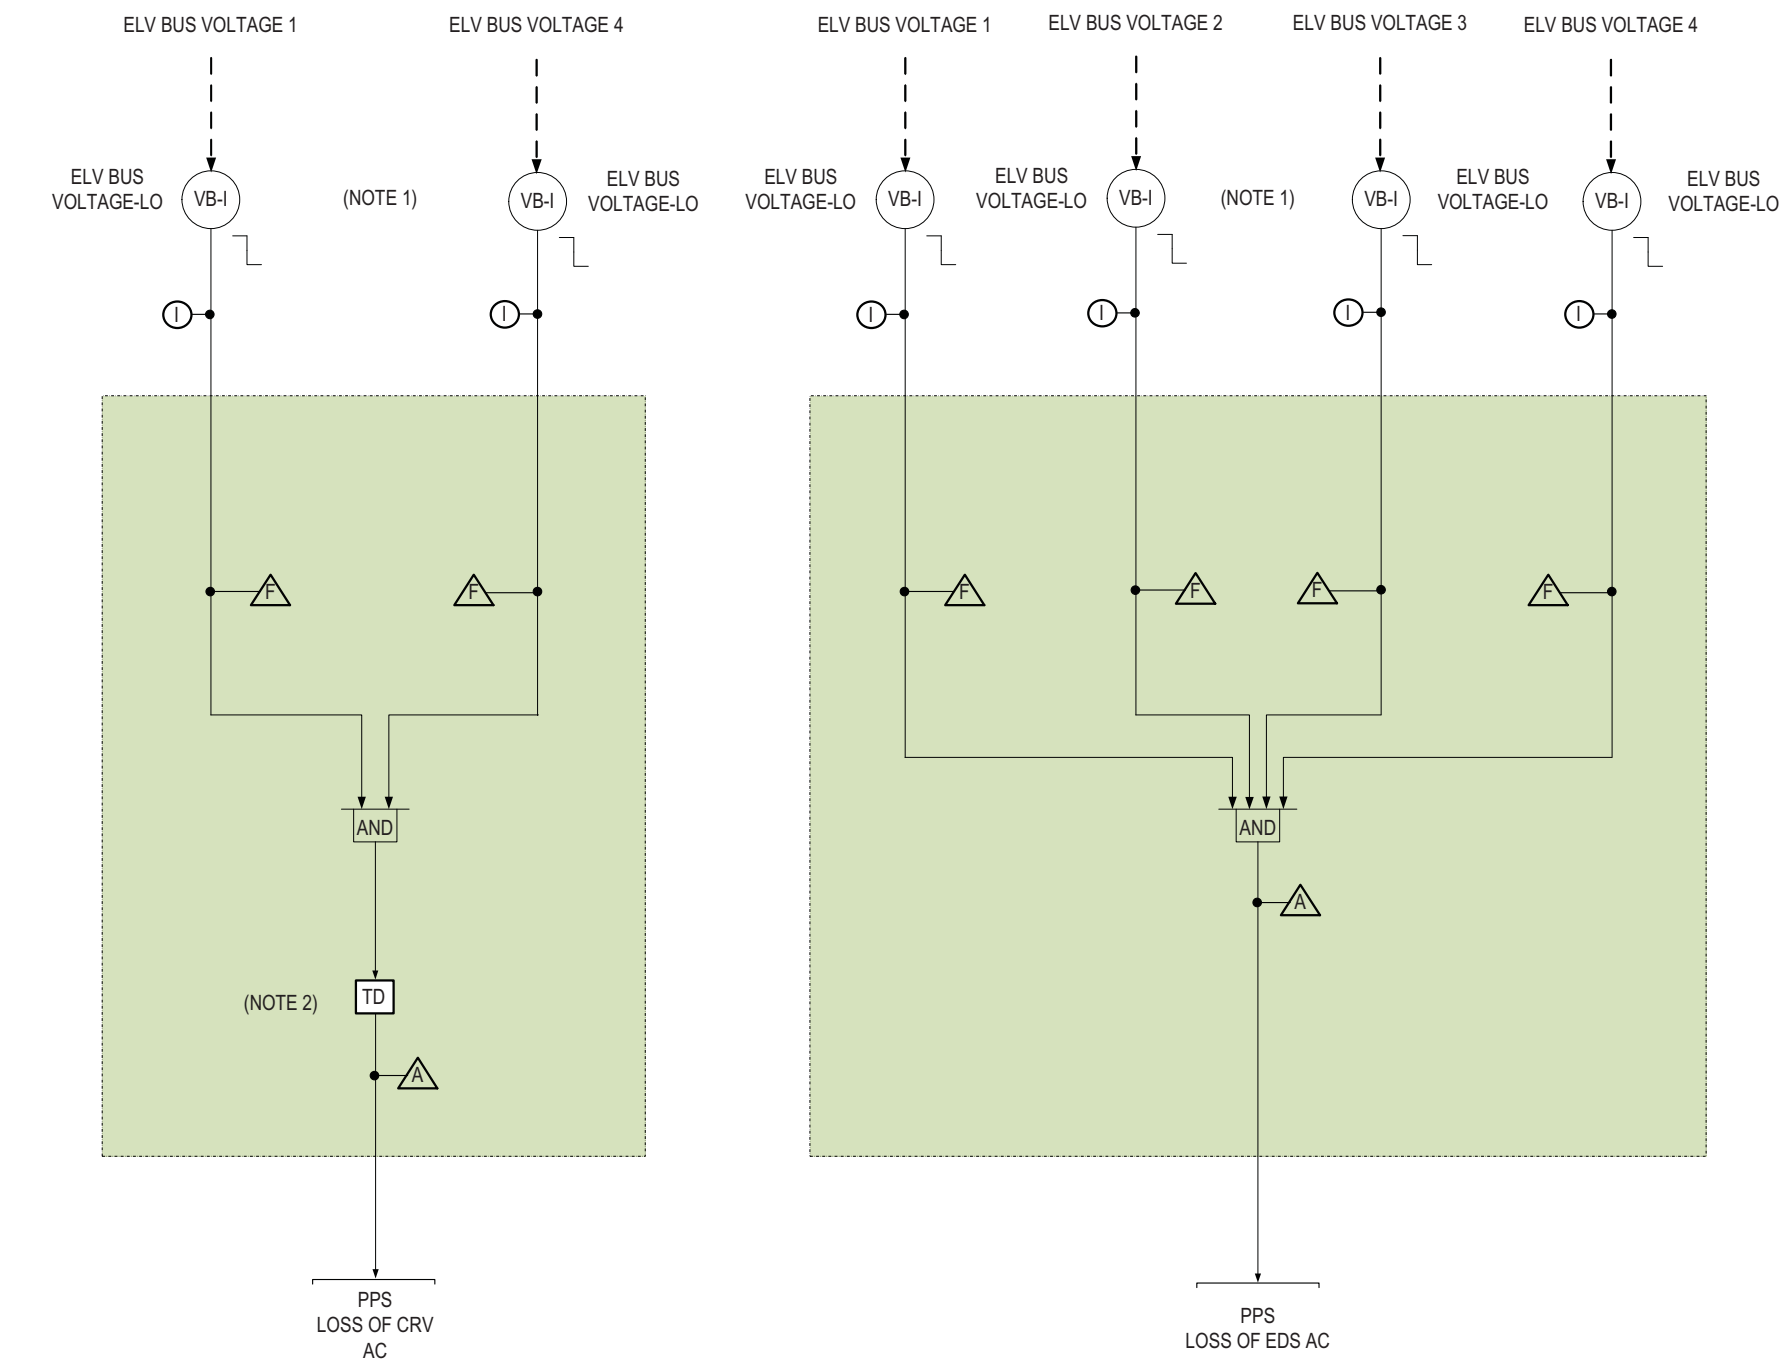 ELV BUS VOLTAGE 1
ELV BUS VOLTAGE 4
ELV BUS
VOLTAGE-LO
VB-I
(NOTE 1)
VB-I
ELV BUS
VOLTAGE-LO
I
I
F
F
AND
(NOTE 2)
TD
A
PPS
LOSS OF CRV
AC
ELV BUS VOLTAGE 1
ELV BUS VOLTAGE 2
ELV BUS VOLTAGE 3
ELV BUS VOLTAGE 4
ELV BUS
VOLTAGE-LO
VB-I
ELV BUS
VOLTAGE-LO
VB-I
(NOTE 1)
VB-I
ELV BUS
VOLTAGE-LO
VB-I
ELV BUS
VOLTAGE-LO
I
I
I
I
F
F
F
F
AND
A
PPS
LOSS OF EDS AC